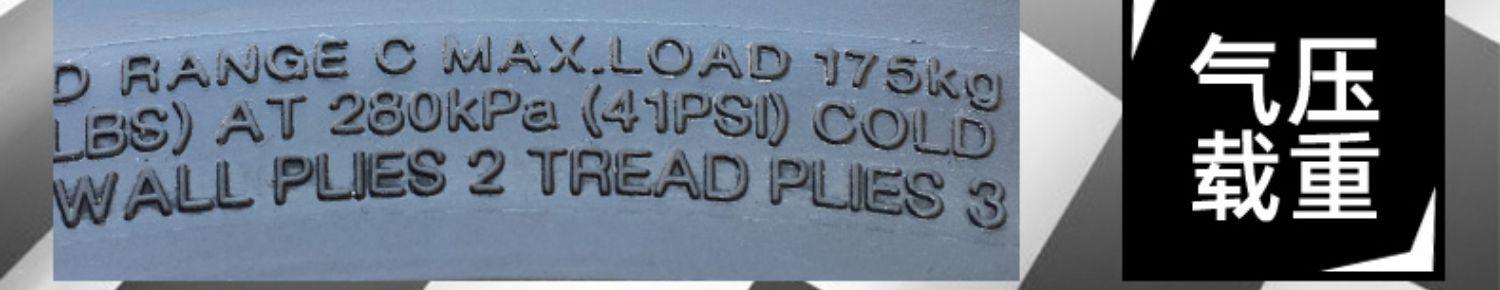 D RANGE C MAX.LOAD 175kg
LBS) AT 280kPa (41PSI) COLD
WALL PLIES 2 TREAD PLIES 3
气压
载重